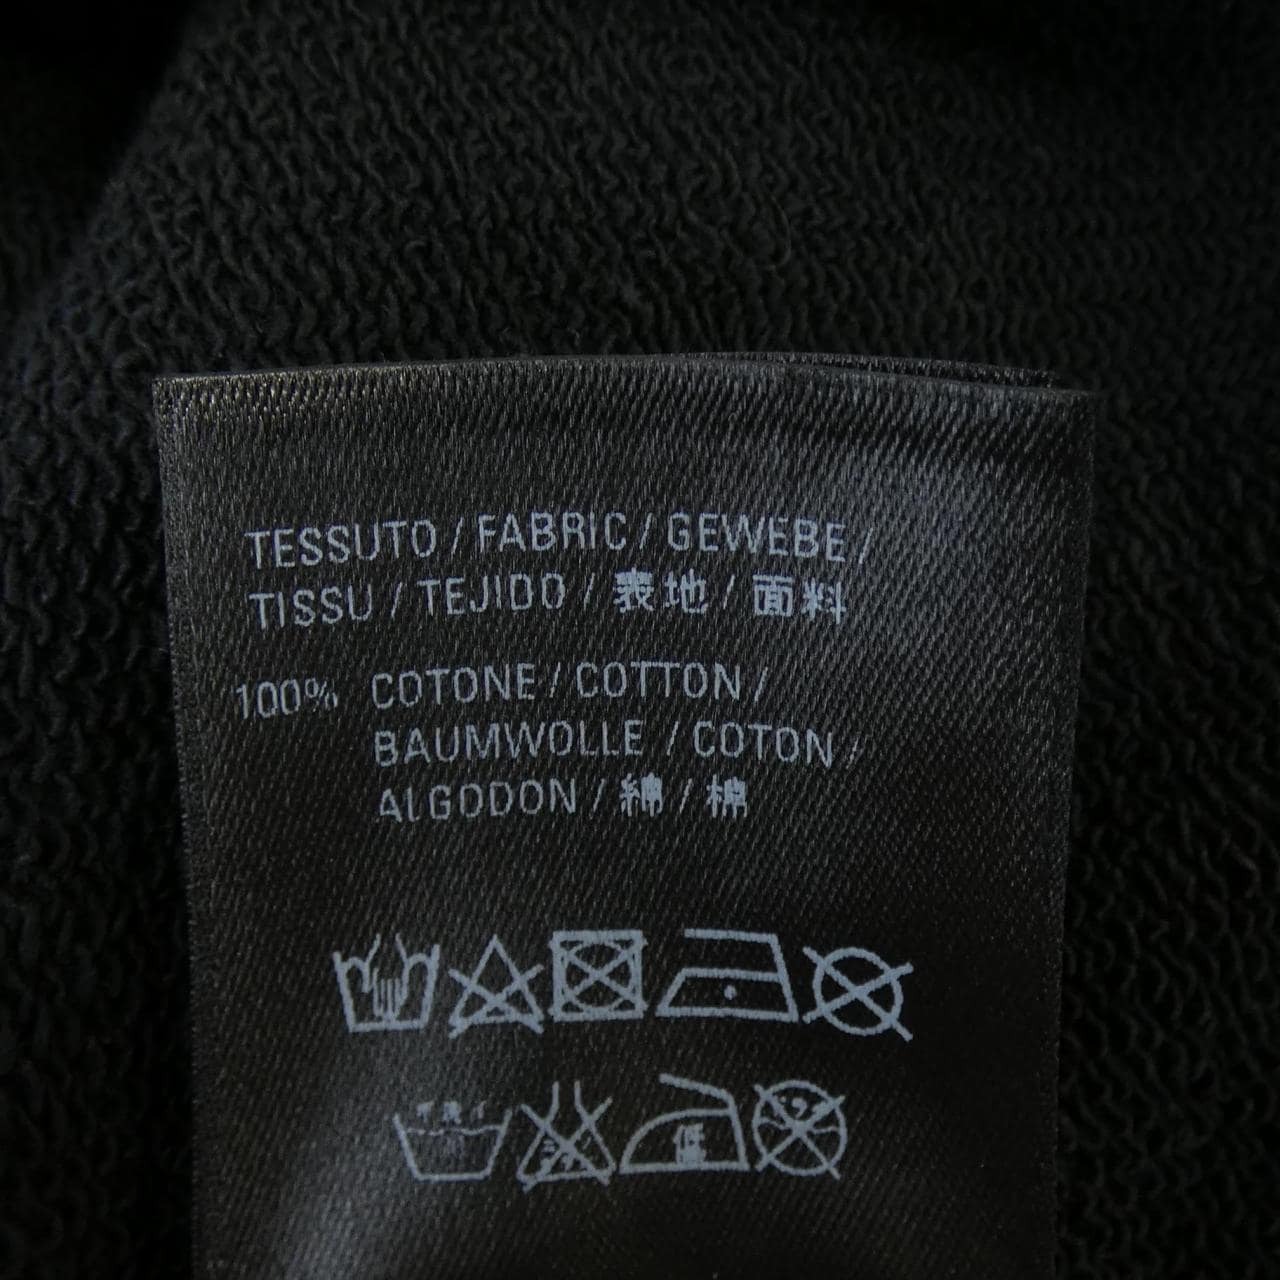 TESSUTO / FABRIC / GEWEBE /
TISSU / TEJIDO / 表地 / 面料
100% COTONE / COTTON /
BAUMWOLLE / COTON /
ALGODON / 綿 / 棉
低